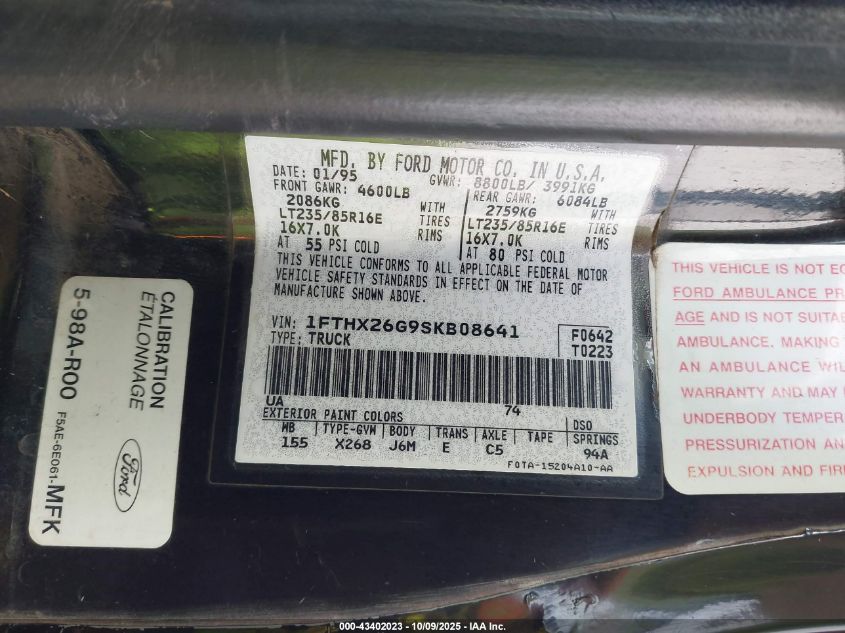 MFD. BY FORD MOTOR CO. IN U.S.A.
DATE: 01/95 GVWR: 8800LB/ 3991KG
FRONT GAWR: 4600LB REAR GAWR: 6084LB
2086KG WITH 2759KG WITH
LT235/85R16E TIRES LT235/85R16E TIRES
16X7.0K RIMS 16X7.0K RIMS
AT 55 PSI COLD AT 80 PSI COLD
THIS VEHICLE CONFORMS TO ALL APPLICABLE FEDERAL MOTOR
VEHICLE SAFETY STANDARDS IN EFFECT ON THE DATE OF
MANUFACTURE SHOWN ABOVE.
VIN: 1FTHX26G9SKB08641 F0642
TYPE: TRUCK T0223
UA 74
EXTERIOR PAINT COLORS DSO
WB TYPE-GVM BODY TRANS AXLE TAPE SPRINGS
155 X268 J6M E C5 94A
F0TA-15204A10-AA
CALIBRATION
ÉTALONNAGE
5-98A-R00
F5AE-6E061-MFK
Ford
THIS VEHICLE IS NOT EQ
FORD AMBULANCE PR
AGE AND IS NOT SUITAB
AMBULANCE. MAKING
AN AMBULANCE WIL
WARRANTY AND MAY
UNDERBODY TEMPER
PRESSURIZATION AN
EXPULSION AND FIR
000-43402023 - 10/09/2025 - IAA Inc.